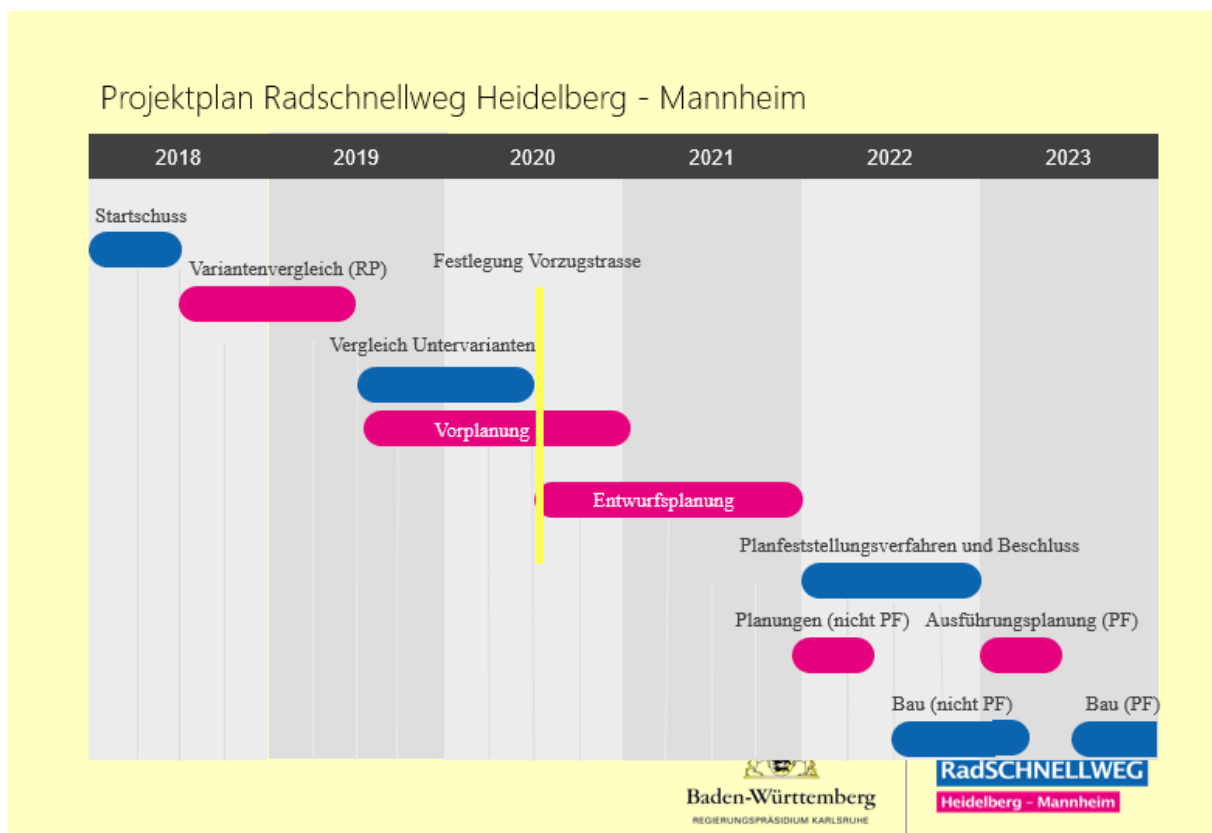 Projektplan Radschnellweg Heidelberg - Mannheim
2018 2019 2020 2021 2022 2023
Startschuss
Variantenvergleich (RP)
Festlegung Vorzugstrasse
Vergleich Untervarianten
Vorplanung
Entwurfsplanung
Planfeststellungsverfahren und Beschluss
Planungen (nicht PF) Ausführungsplanung (PF)
Bau (nicht PF) Bau (PF)
Baden-Württemberg
REGIERUNGSPRÄSIDIUM KARLSRUHE
RadSCHNELLWEG
Heidelberg – Mannheim